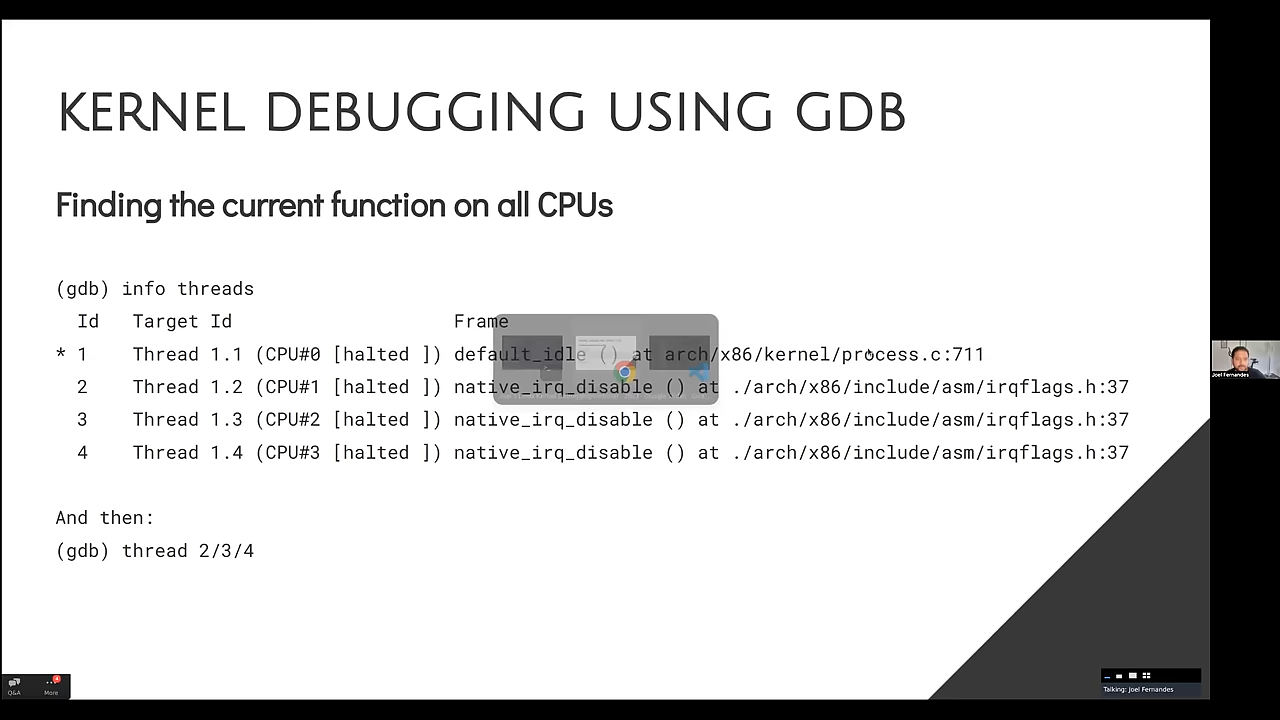 KERNEL DEBUGGING USING GDB
Finding the current function on all CPUs
(gdb) info threads
Id Target Id Frame
* 1 Thread 1.1 (CPU#0 [halted ]) default_idle () at arch/x86/kernel/process.c:711
2 Thread 1.2 (CPU#1 [halted ]) native_irq_disable () at ./arch/x86/include/asm/irqflags.h:37
3 Thread 1.3 (CPU#2 [halted ]) native_irq_disable () at ./arch/x86/include/asm/irqflags.h:37
4 Thread 1.4 (CPU#3 [halted ]) native_irq_disable () at ./arch/x86/include/asm/irqflags.h:37
And then:
(gdb) thread 2/3/4
Joel Fernandes
Q&A
More
Talking: Joel Fernandes